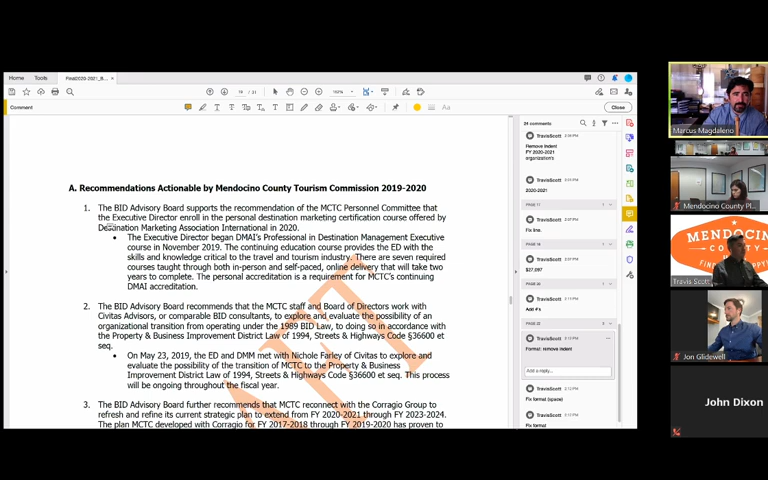 Home
Tools
Final2020-2021_B...
×
19 / 31
Comment
Close
A. Recommendations Actionable by Mendocino County Tourism Commission 2019-2020
1. The BID Advisory Board supports the recommendation of the MCTC Personnel Committee that
the Executive Director enroll in the personal destination marketing certification course offered by
Destination Marketing Association International in 2020.
• The Executive Director began DMAI's Professional in Destination Management Executive
course in November 2019. The continuing education course provides the ED with the
skills and knowledge critical to the travel and tourism industry. There are seven required
courses taught through both in-person and self-paced, online delivery that will take two
years to complete. The personal accreditation is a requirement for MCTC's continuing
DMAI accreditation.
2. The BID Advisory Board recommends that the MCTC staff and Board of Directors work with
Civitas Advisors, or comparable BID consultants, to explore and evaluate the possibility of an
organizational transition from operating under the 1989 BID Law, to doing so in accordance with
the Property & Business Improvement District Law of 1994, Streets & Highways Code §36600 et
seq.
• On May 23, 2019, the ED and DMM met with Nichole Farley of Civitas to explore and
evaluate the possibility of the transition of MCTC to the Property & Business
Improvement District Law of 1994, Streets & Highways Code §36600 et seq. This process
will be ongoing throughout the fiscal year.
3. The BID Advisory Board further recommends that MCTC reconnect with the Corragio Group to
refresh and refine its current strategic plan to extend from FY 2020-2021 through FY 2023-2024.
The plan MCTC developed with Corragio for FY 2017-2018 through FY 2019-2020 has proven to
AFT
24 comments
TravisScott
Remove indent
FY 2020-2021
organization's
TravisScott
2020-2021
TravisScott
Fix line.
TravisScott
$27,097
TravisScott
Add #'s
TravisScott
Format: remove indent
Add a reply...
TravisScott
Fix format (space)
TravisScott
Fix format
Marcus Magdaleno
Mendocino County Pl...
MENDOCIN
COUNTY
Travis Scott
Jon Glidewell
John Dixon